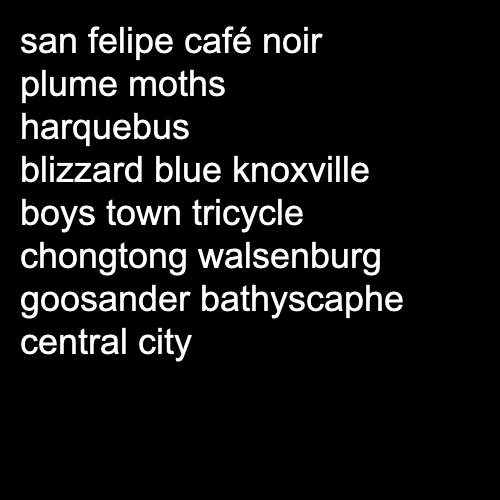 san felipe café noir
plume moths
harquebus
blizzard blue knoxville
boys town tricycle
chongtong walsenburg
goosander bathyscaphe
central city